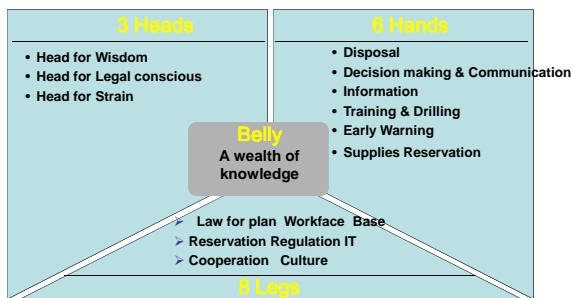 3 Heads
• Head for Wisdom
• Head for Legal conscious
• Head for Strain
6 Hands
• Disposal
• Decision making & Communication
• Information
• Training & Drilling
• Early Warning
• Supplies Reservation
Belly
A wealth of
knowledge
➢ Law for plan Workface Base
➢ Reservation Regulation IT
➢ Cooperation Culture
8 Legs